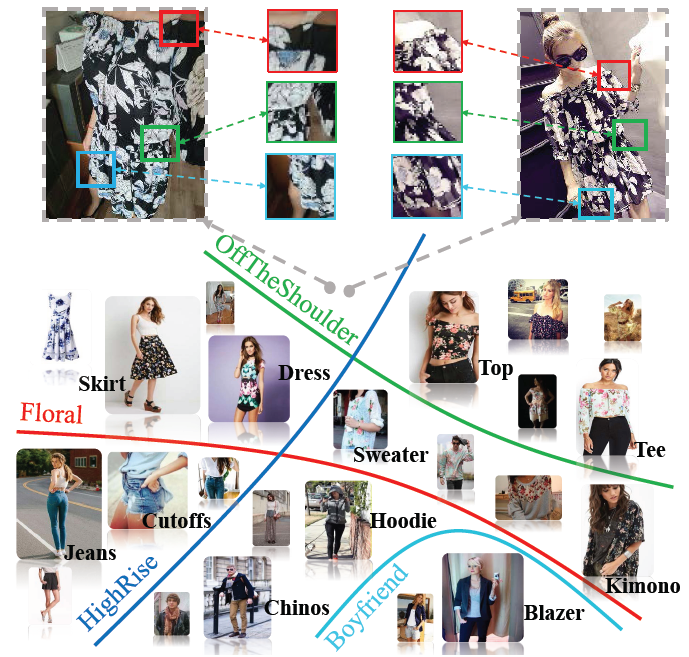 OffTheShoulder
Skirt
Dress
Top
Floral
Sweater
Tee
Cutoffs
Hoodie
Jeans
HighRise
Chinos
Boyfriend
Blazer
Kimono